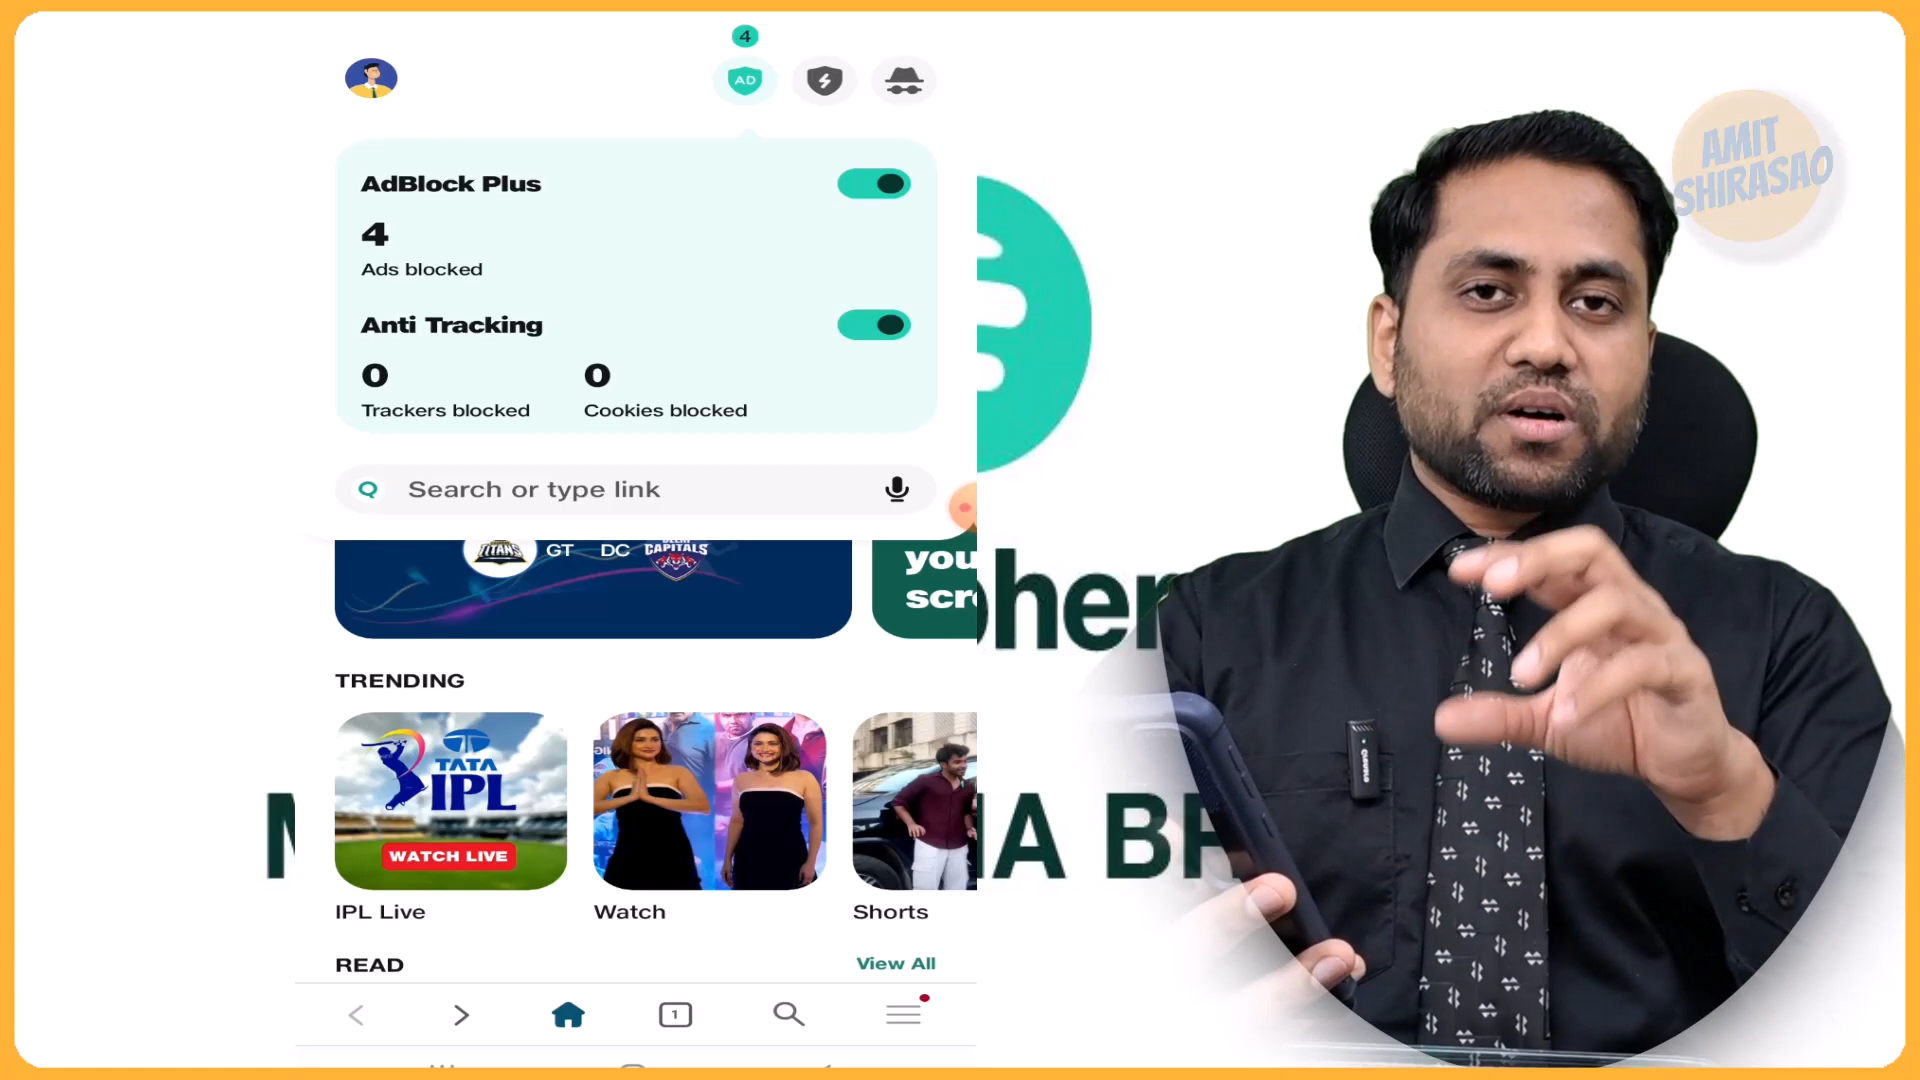 4
AD
AdBlock Plus
4
Ads blocked
Anti Tracking
0
0
Trackers blocked
Cookies blocked
Search or type link
TITANS
GT
DC
CAPITALS
you
scr
TRENDING
TATA
IPL
WATCH LIVE
IPL Live
Watch
Shorts
READ
View All
1
AMIT
SHIRASAO
her
IA BR